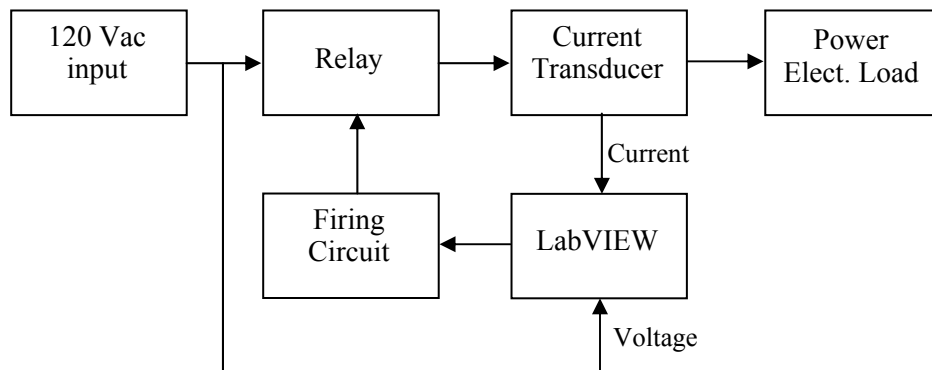 120 Vac
input
Relay
Current
Transducer
Power
Elect. Load
Current
Firing
Circuit
LabVIEW
Voltage